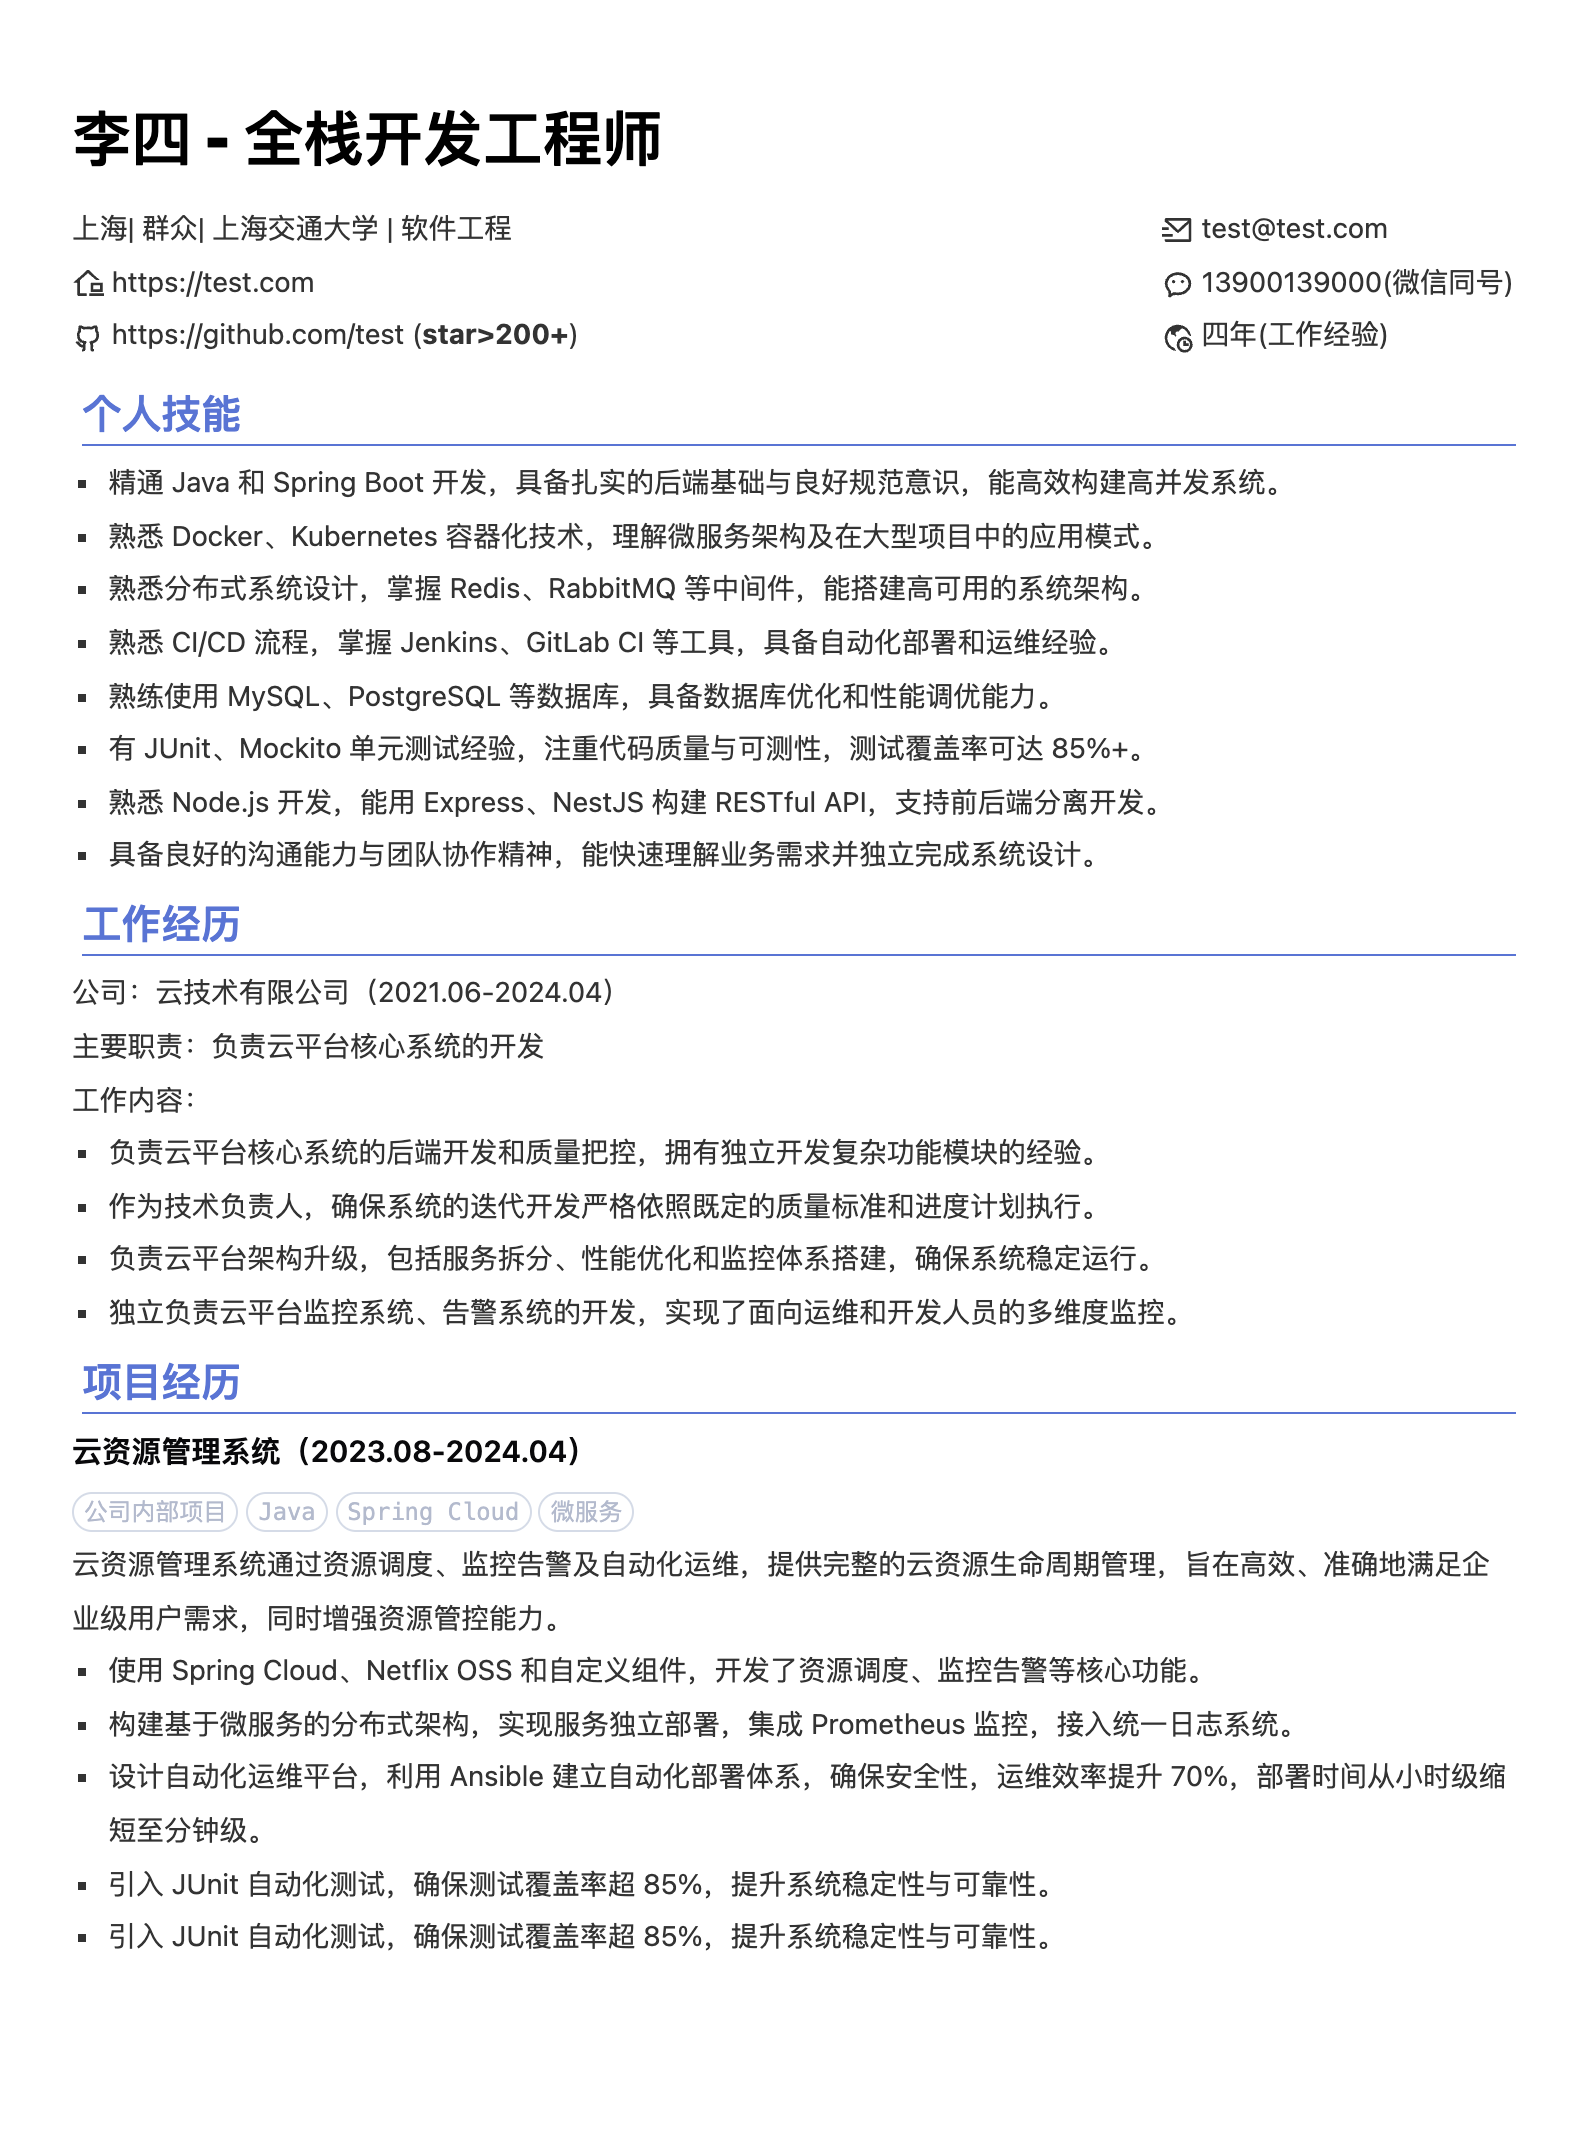 李四 - 全栈开发工程师
上海| 群众| 上海交通大学 | 软件工程
test@test.com
https://test.com
13900139000(微信同号)
https://github.com/test (star>200+)
四年(工作经验)
个人技能
精通 Java 和 Spring Boot 开发，具备扎实的后端基础与良好规范意识，能高效构建高并发系统。
熟悉 Docker、Kubernetes 容器化技术，理解微服务架构及在大型项目中的应用模式。
熟悉分布式系统设计，掌握 Redis、RabbitMQ 等中间件，能搭建高可用的系统架构。
熟悉 CI/CD 流程，掌握 Jenkins、GitLab CI 等工具，具备自动化部署和运维经验。
熟练使用 MySQL、PostgreSQL 等数据库，具备数据库优化和性能调优能力。
有 JUnit、Mockito 单元测试经验，注重代码质量与可测性，测试覆盖率可达 85%+。
熟悉 Node.js 开发，能用 Express、NestJS 构建 RESTful API，支持前后端分离开发。
具备良好的沟通能力与团队协作精神，能快速理解业务需求并独立完成系统设计。
工作经历
公司：云技术有限公司（2021.06-2024.04）
主要职责：负责云平台核心系统的开发
工作内容：
负责云平台核心系统的后端开发和质量把控，拥有独立开发复杂功能模块的经验。
作为技术负责人，确保系统的迭代开发严格依照既定的质量标准和进度计划执行。
负责云平台架构升级，包括服务拆分、性能优化和监控体系搭建，确保系统稳定运行。
独立负责云平台监控系统、告警系统的开发，实现了面向运维和开发人员的多维度监控。
项目经历
云资源管理系统（2023.08-2024.04）
公司内部项目 Java Spring Cloud 微服务
云资源管理系统通过资源调度、监控告警及自动化运维，提供完整的云资源生命周期管理，旨在高效、准确地满足企
业级用户需求，同时增强资源管控能力。
使用 Spring Cloud、Netflix OSS 和自定义组件，开发了资源调度、监控告警等核心功能。
构建基于微服务的分布式架构，实现服务独立部署，集成 Prometheus 监控，接入统一日志系统。
设计自动化运维平台，利用 Ansible 建立自动化部署体系，确保安全性，运维效率提升 70%，部署时间从小时级缩
短至分钟级。
引入 JUnit 自动化测试，确保测试覆盖率超 85%，提升系统稳定性与可靠性。
引入 JUnit 自动化测试，确保测试覆盖率超 85%，提升系统稳定性与可靠性。